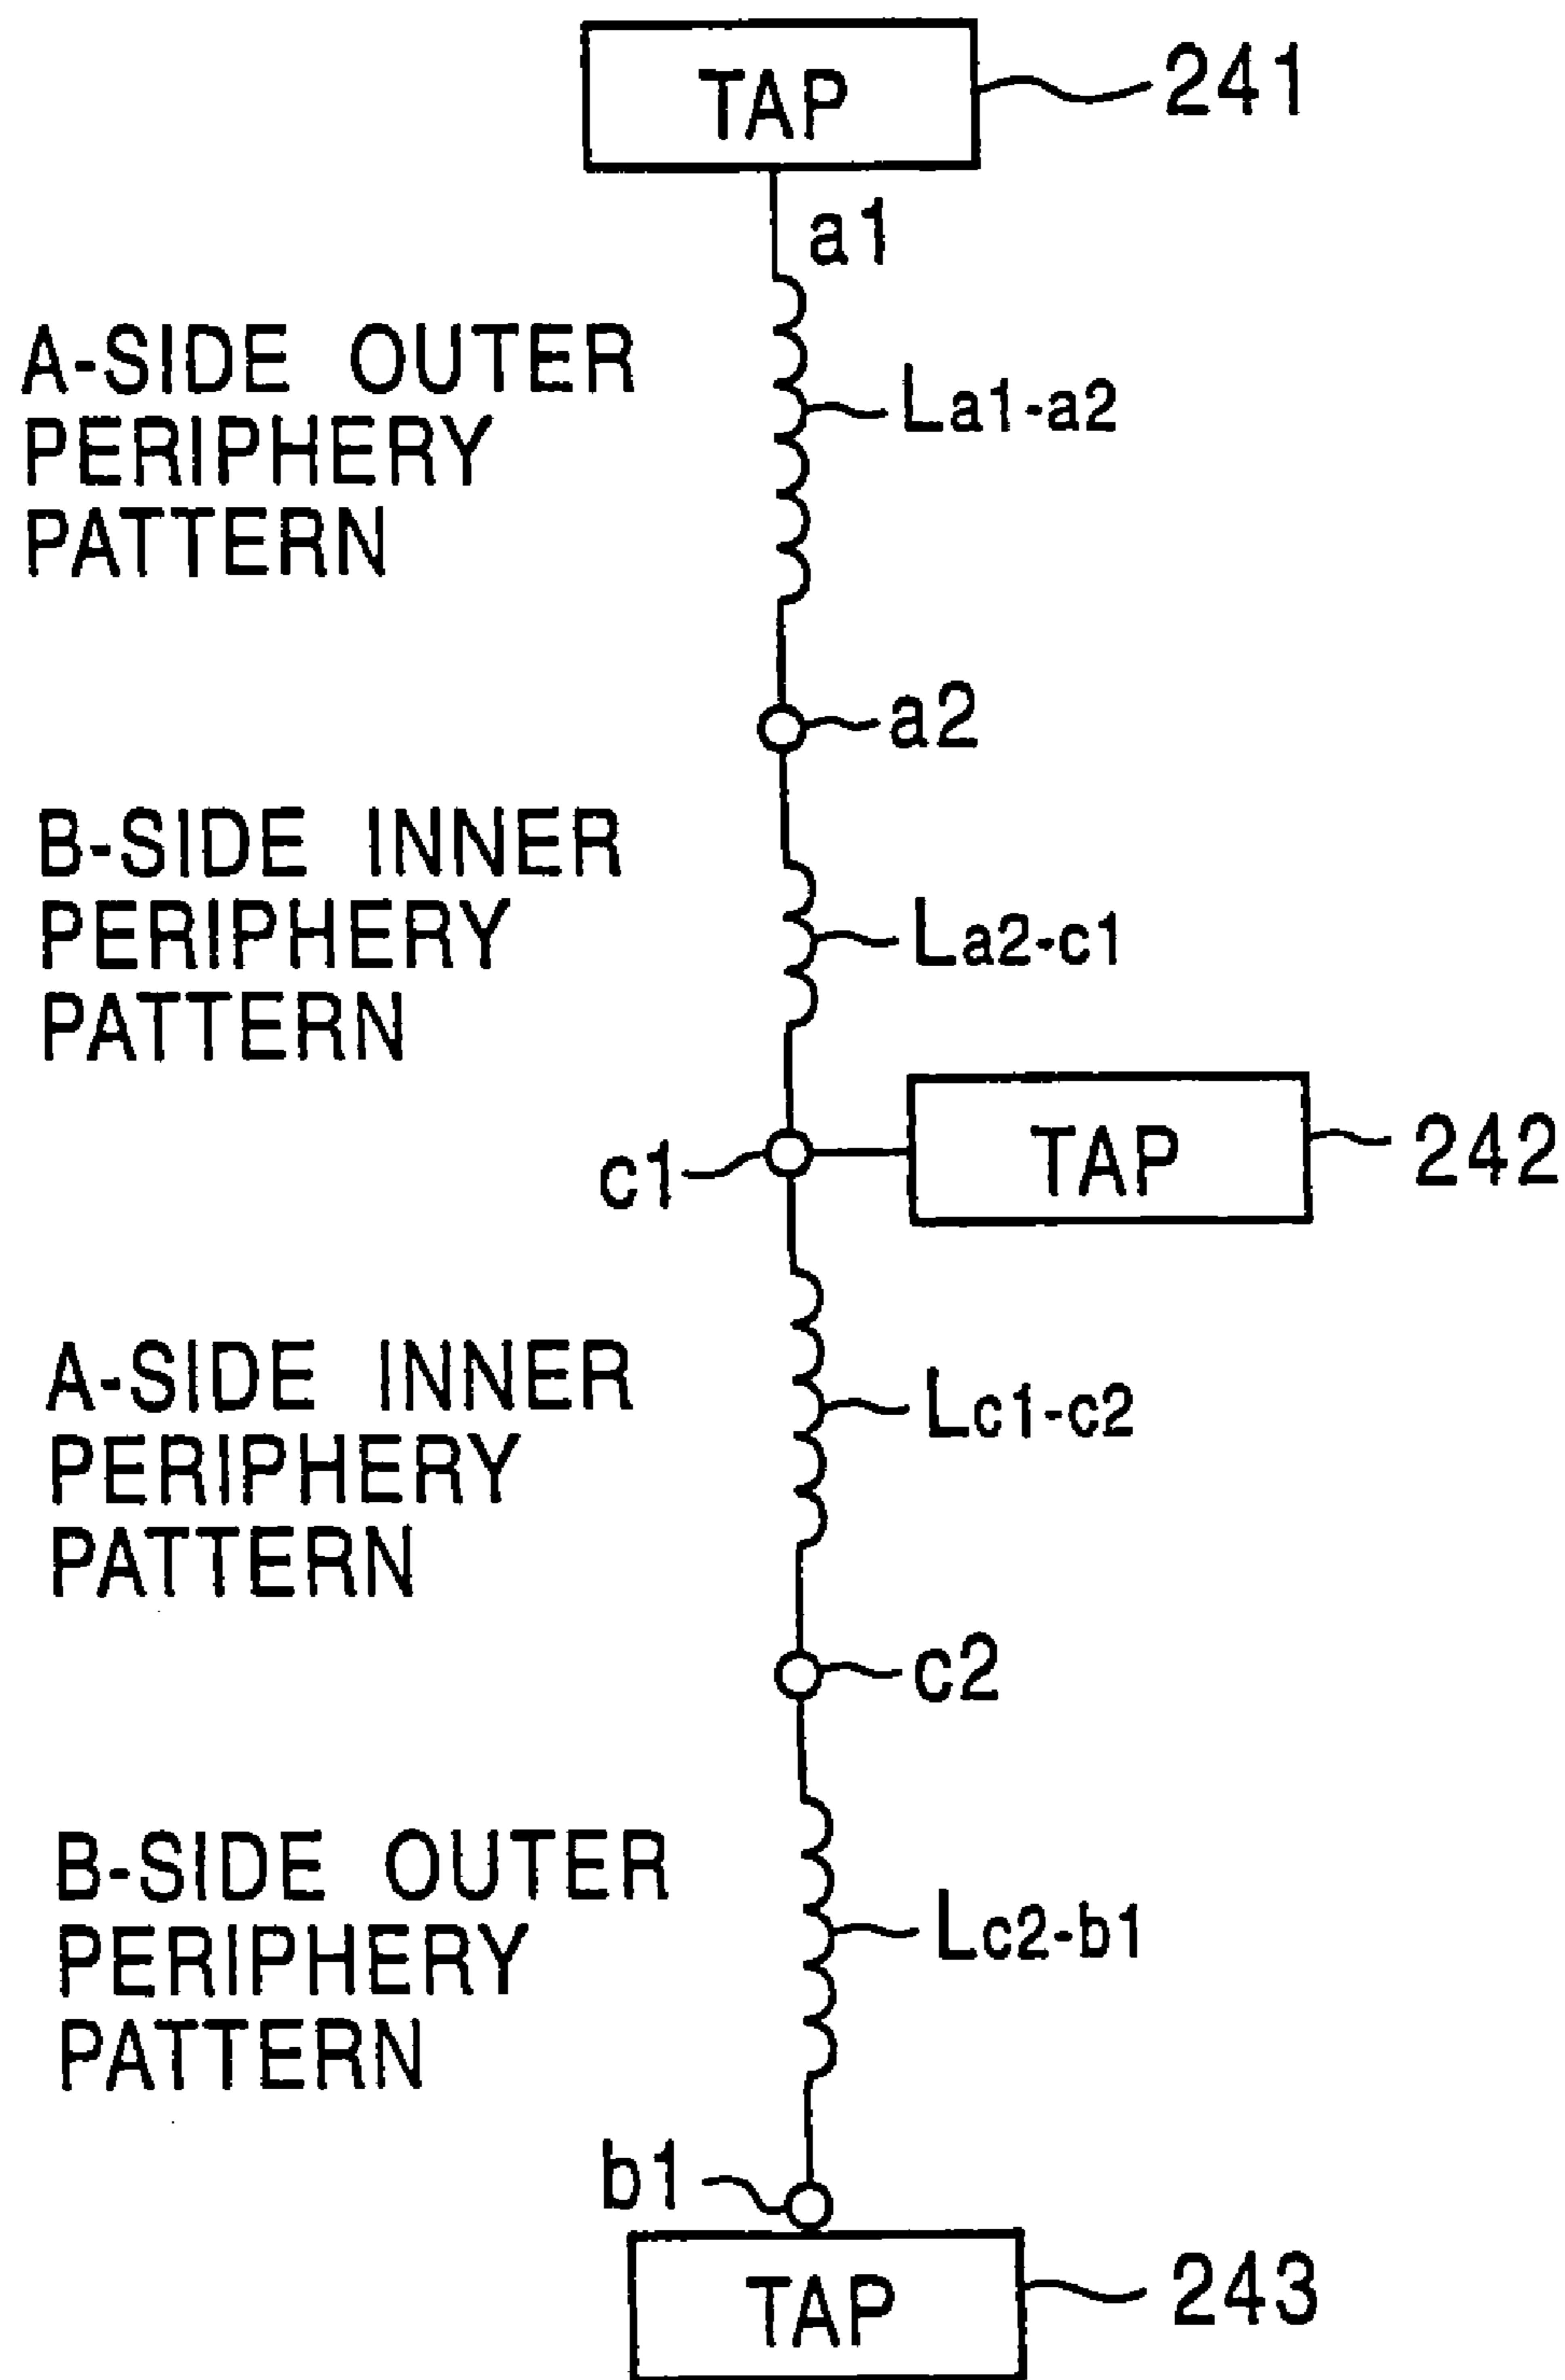 TAP
241
a1
A-SIDE OUTER
PERIPHERY
PATTERN
La1-a2
a2
B-SIDE INNER
PERIPHERY
PATTERN
La2-c1
c1
TAP
242
A-SIDE INNER
PERIPHERY
PATTERN
Lc1-c2
c2
B-SIDE OUTER
PERIPHERY
PATTERN
Lc2-b1
b1
TAP
243